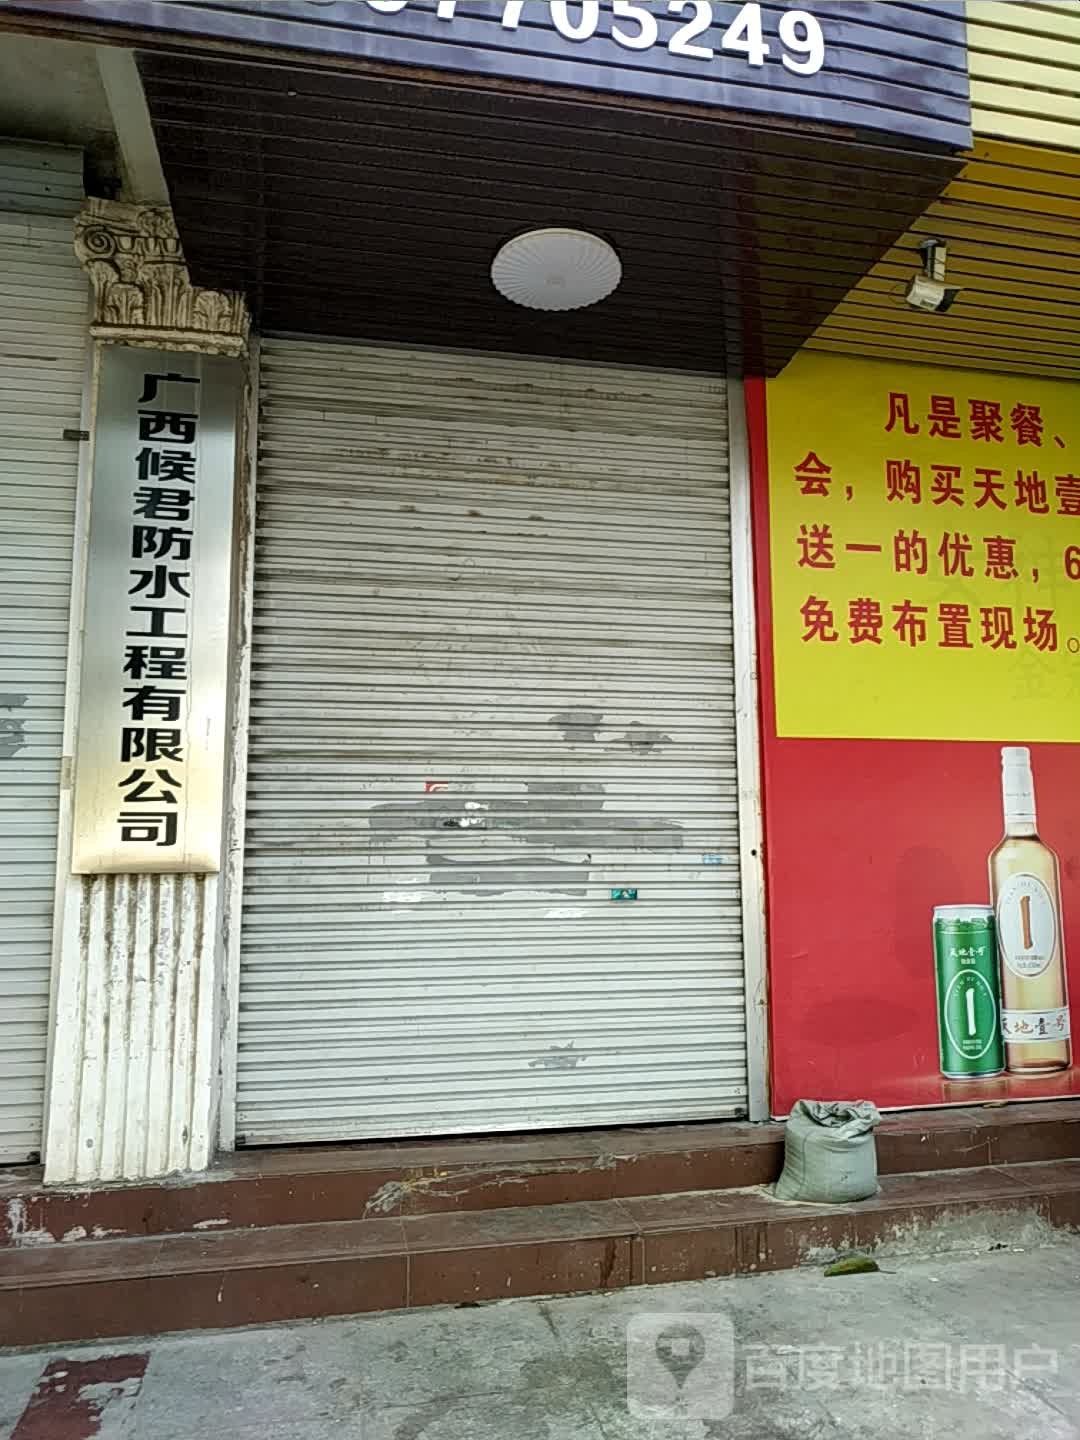 7705249
广西候君防水工程有限公司
凡是聚餐、
会，购买天地壹
送一的优惠，6
免费布置现场。
天地壹号
1
1
天地壹号
百度地图用户